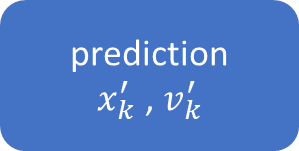 prediction
x′ₖ , v′ₖ